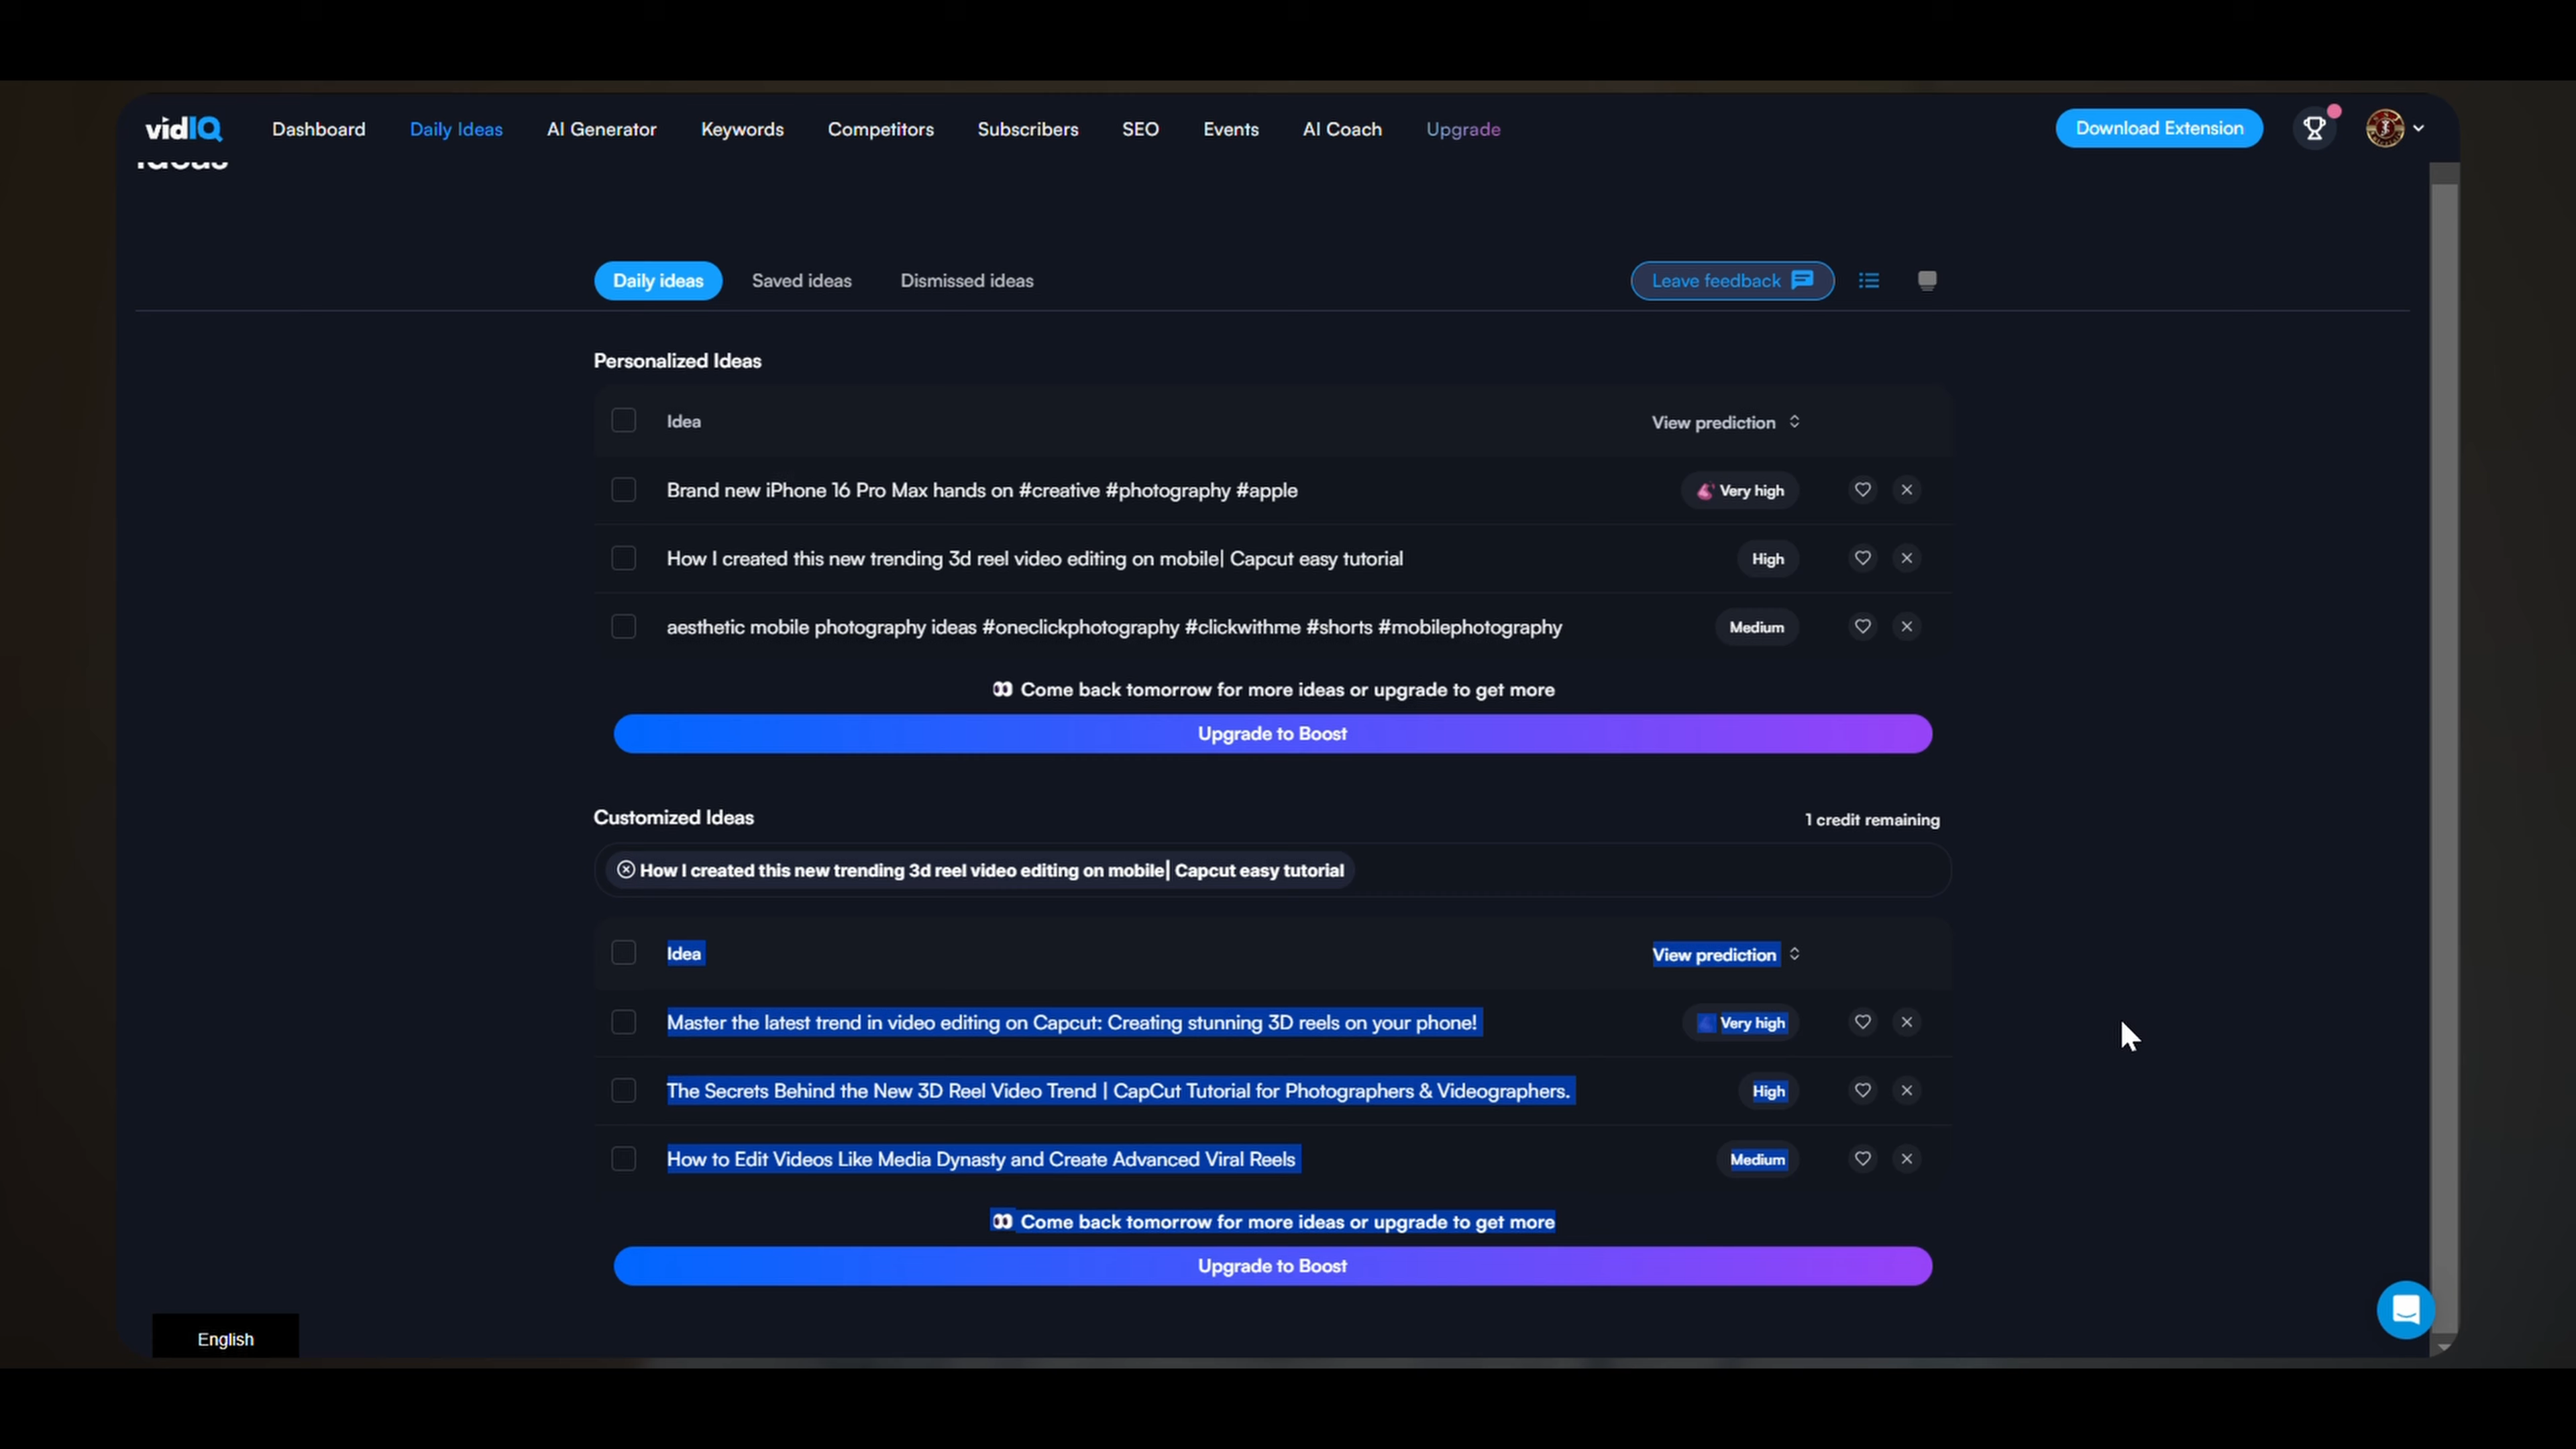 vidIQ Dashboard Daily Ideas AI Generator Keywords Competitors Subscribers SEO Events AI Coach Upgrade Download Extension
Ideas
Daily ideas Saved ideas Dismissed ideas Leave feedback
Personalized Ideas
Idea View prediction
Brand new iPhone 16 Pro Max hands on #creative #photography #apple Very high
How I created this new trending 3d reel video editing on mobile| Capcut easy tutorial High
aesthetic mobile photography ideas #oneclickphotography #clickwithme #shorts #mobilephotography Medium
Come back tomorrow for more ideas or upgrade to get more
Upgrade to Boost
Customized Ideas 1 credit remaining
How I created this new trending 3d reel video editing on mobile| Capcut easy tutorial
Idea View prediction
Master the latest trend in video editing on Capcut: Creating stunning 3D reels on your phone! Very high
The Secrets Behind the New 3D Reel Video Trend | CapCut Tutorial for Photographers & Videographers. High
How to Edit Videos Like Media Dynasty and Create Advanced Viral Reels Medium
Come back tomorrow for more ideas or upgrade to get more
Upgrade to Boost
English